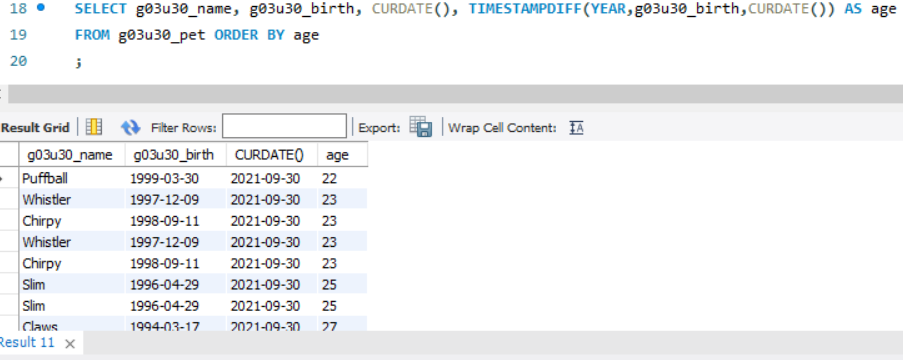 18 SELECT g03u30_name, g03u30_birth, CURDATE(), TIMESTAMPDIFF(YEAR,g03u30_birth,CURDATE()) AS age
19 FROM g03u30_pet ORDER BY age
20 ;
Result Grid Filter Rows: Export: Wrap Cell Content:
g03u30_name g03u30_birth CURDATE() age
Puffball 1999-03-30 2021-09-30 22
Whistler 1997-12-09 2021-09-30 23
Chirpy 1998-09-11 2021-09-30 23
Whistler 1997-12-09 2021-09-30 23
Chirpy 1998-09-11 2021-09-30 23
Slim 1996-04-29 2021-09-30 25
Slim 1996-04-29 2021-09-30 25
Claws 1994-03-17 2021-09-30 27
Result 11